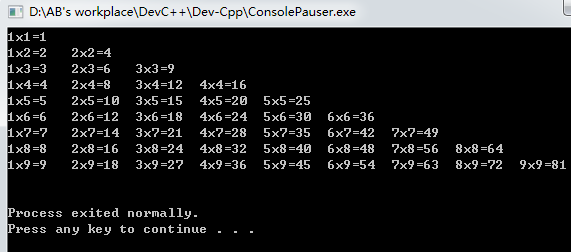 D:\AB's workplace\DevC++\Dev-Cpp\ConsolePauser.exe
1x1=1
1x2=2 2x2=4
1x3=3 2x3=6 3x3=9
1x4=4 2x4=8 3x4=12 4x4=16
1x5=5 2x5=10 3x5=15 4x5=20 5x5=25
1x6=6 2x6=12 3x6=18 4x6=24 5x6=30 6x6=36
1x7=7 2x7=14 3x7=21 4x7=28 5x7=35 6x7=42 7x7=49
1x8=8 2x8=16 3x8=24 4x8=32 5x8=40 6x8=48 7x8=56 8x8=64
1x9=9 2x9=18 3x9=27 4x9=36 5x9=45 6x9=54 7x9=63 8x9=72 9x9=81
Process exited normally.
Press any key to continue . . .